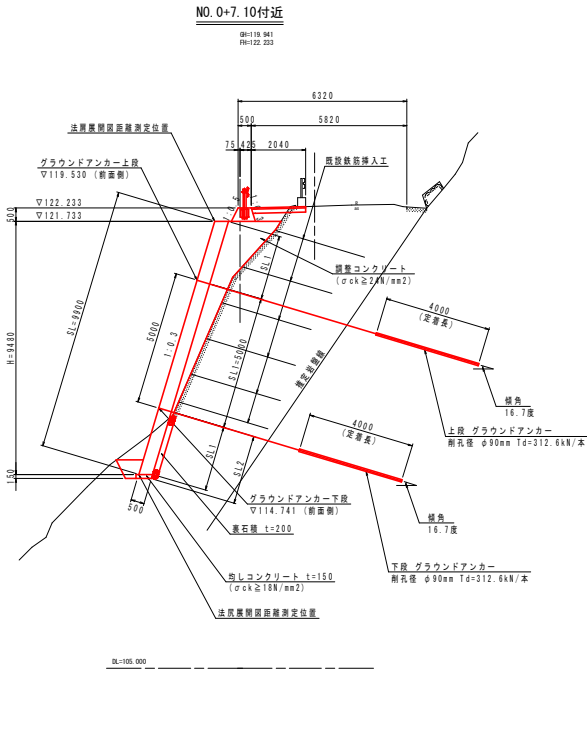 NO.0+7.10付近
GH=119.941
FH=122.233
6320
500
5820
75
425
2040
法肩展開図距離測定位置
既設鉄筋挿入工
グラウンドアンカー上段
▽119.530 (前面側)
▽122.233
▽121.733
500
1:0.5
SL1
調整コンクリート
(σck≧24N/mm2)
SL=9900
H=9480
5000
1:0.3
SL1=5000
推定岩盤線
4000
(定着長)
傾角
16.7度
上段 グラウンドアンカー
削孔径 φ90mm Td=312.6kN/本
4000
(定着長)
SL1
SL2
150
500
グラウンドアンカー下段
▽114.741 (前面側)
傾角
16.7度
裏石積 t=200
下段 グラウンドアンカー
削孔径 φ90mm Td=312.6kN/本
均しコンクリート t=150
(σck≧18N/mm2)
法尻展開図距離測定位置
DL=105.000